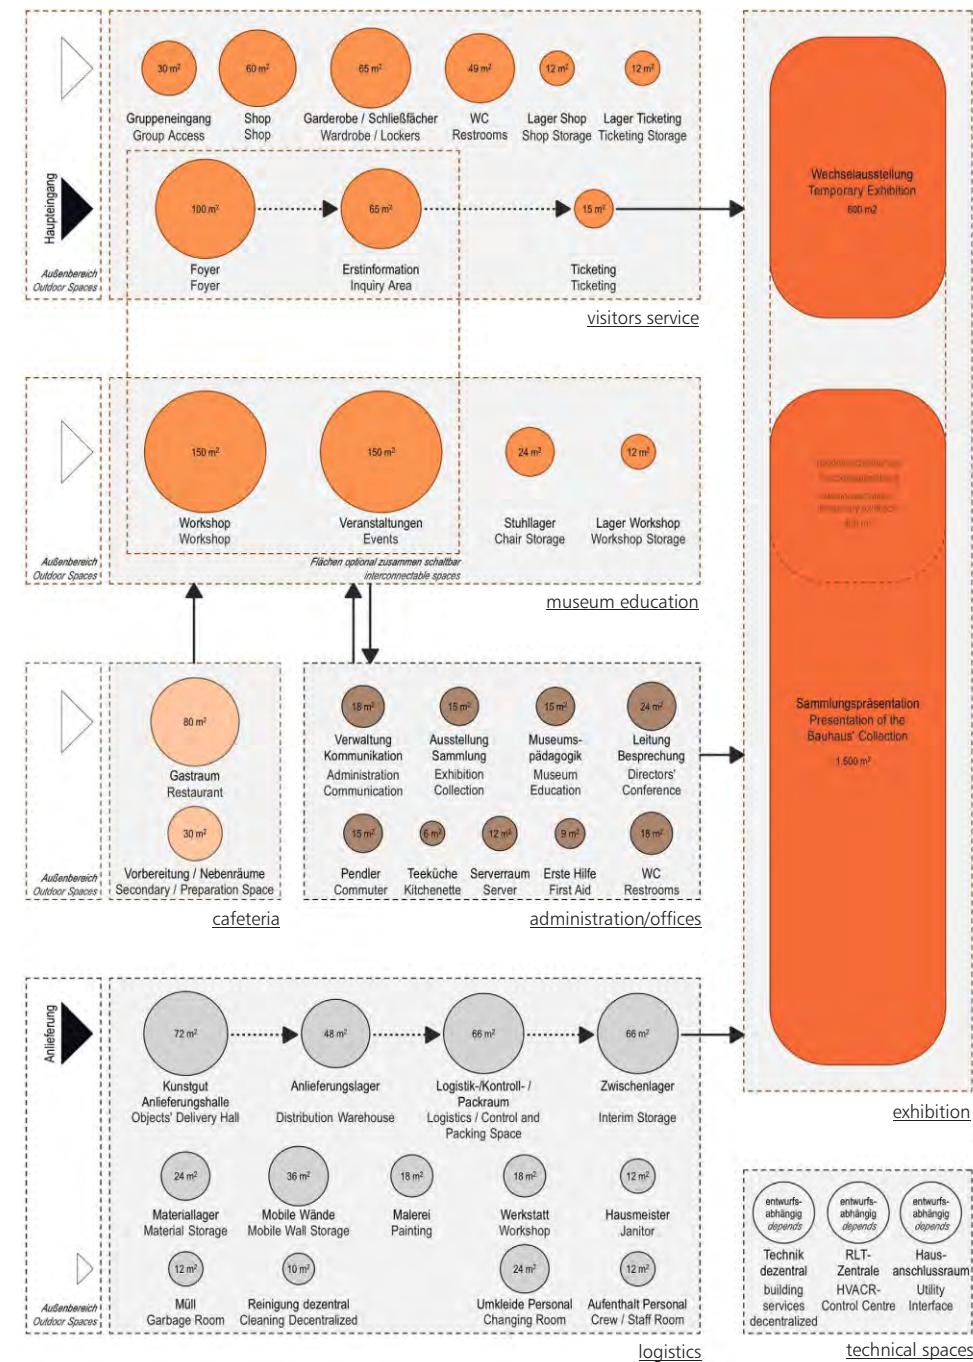 30 m²
60 m²
65 m²
49 m²
12 m²
12 m²
Gruppeneingang
Group Access
Shop
Shop
Garderobe / Schließfächer
Wardrobe / Lockers
WC
Restrooms
Lager Shop
Shop Storage
Lager Ticketing
Ticketing Storage
Haupteingang
100 m²
65 m²
15 m²
Foyer
Foyer
Erstinformation
Inquiry Area
Ticketing
Ticketing
Außenbereich
Outdoor Spaces
visitors service
Wechselausstellung
Temporary Exhibition
600 m2
150 m²
150 m²
24 m²
12 m²
Workshop
Workshop
Veranstaltungen
Events
Stuhllager
Chair Storage
Lager Workshop
Workshop Storage
Flächen optional zusammen schaltbar
interconnectable spaces
Außenbereich
Outdoor Spaces
museum education
80 m²
Gastraum
Restaurant
30 m²
Vorbereitung / Nebenräume
Secondary / Preparation Space
Außenbereich
Outdoor Spaces
cafeteria
18 m²
15 m²
15 m²
24 m²
Verwaltung
Kommunikation
Administration
Communication
Ausstellung
Sammlung
Exhibition
Collection
Museums-
pädagogik
Museum
Education
Leitung
Besprechung
Directors'
Conference
15 m²
6 m²
12 m²
9 m²
18 m²
Pendler
Commuter
Teeküche
Kitchenette
Serverraum
Server
Erste Hilfe
First Aid
WC
Restrooms
administration/offices
Sammlungspräsentation
Presentation of the
Bauhaus' Collection
1.500 m²
exhibition
Anlieferung
72 m²
48 m²
66 m²
66 m²
Kunstgut
Anlieferungshalle
Objects' Delivery Hall
Anlieferungslager
Distribution Warehouse
Logistik-/Kontroll- /
Packraum
Logistics / Control and
Packing Space
Zwischenlager
Interim Storage
24 m²
36 m²
18 m²
18 m²
12 m²
Materiallager
Material Storage
Mobile Wände
Mobile Wall Storage
Malerei
Painting
Werkstatt
Workshop
Hausmeister
Janitor
12 m²
10 m²
24 m²
12 m²
Müll
Garbage Room
Reinigung dezentral
Cleaning Decentralized
Umkleide Personal
Changing Room
Aufenthalt Personal
Crew / Staff Room
Außenbereich
Outdoor Spaces
logistics
entwurfs-
abhängig
depends
entwurfs-
abhängig
depends
entwurfs-
abhängig
depends
Technik
dezentral
building
services
decentralized
RLT-
Zentrale
HVACR-
Control Centre
Haus-
anschlussraum
Utility
Interface
technical spaces